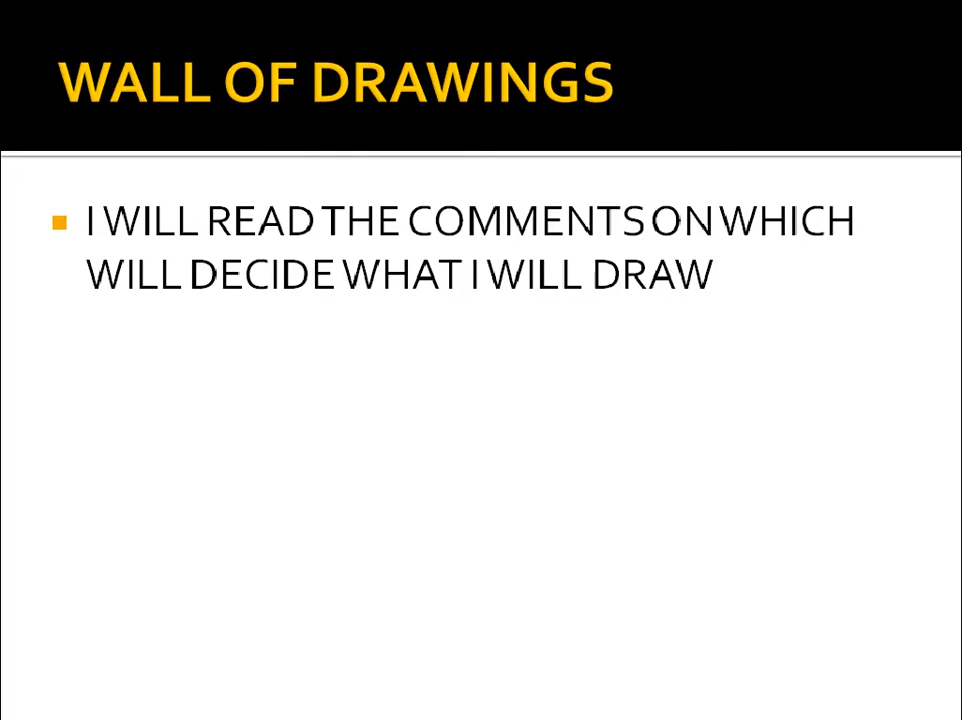 WALL OF DRAWINGS
I WILL READ THE COMMENTS ON WHICH
WILL DECIDE WHAT I WILL DRAW